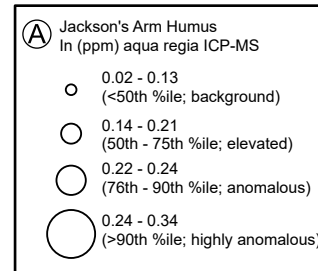 A Jackson's Arm Humus
In (ppm) aqua regia ICP-MS
0.02 - 0.13
(<50th %ile; background)
0.14 - 0.21
(50th - 75th %ile; elevated)
0.22 - 0.24
(76th - 90th %ile; anomalous)
0.24 - 0.34
(>90th %ile; highly anomalous)